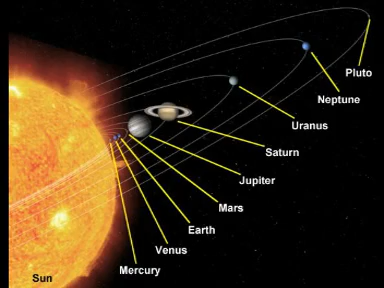 Pluto
Neptune
Uranus
Saturn
Jupiter
Mars
Earth
Venus
Mercury
Sun